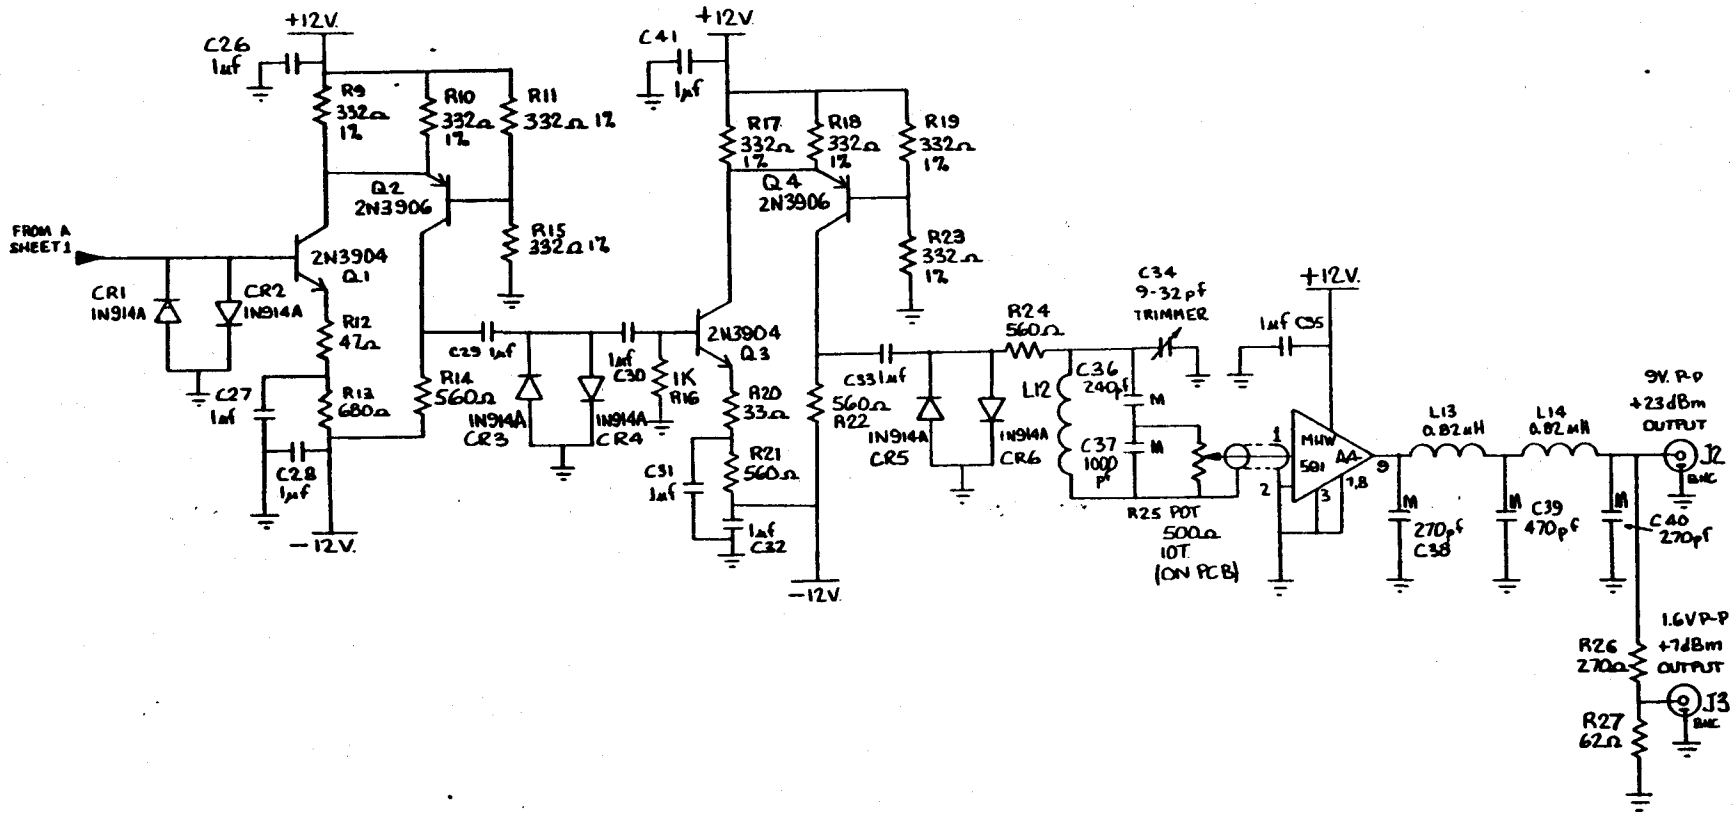 +12V.
C26
1µf
R9
332Ω
1%
R10
332Ω
1%
R11
332Ω 1%
Q2
2N3906
R15
332Ω 1%
FROM A
SHEET 1
2N3904
Q1
CR1
1N914A
CR2
1N914A
R12
47Ω
C27
1µf
R13
680Ω
C28
1µf
-12V.
R14
560Ω
C29 1µf
1µf
C30
1N914A
CR3
1N914A
CR4
1K
R16
+12V.
C41
1µf
R17
332Ω
1%
R18
332Ω
1%
R19
332Ω
1%
Q4
2N3906
R23
332Ω
1%
2N3904
Q3
R20
33Ω
R21
560Ω
C31
1µf
1µf
C32
-12V.
C33 1µf
560Ω
R22
1N914A
CR5
1N914A
CR6
R24
560Ω
L12
C36
240pf
M
C37
1000
pf
M
C34
9-32pf
TRIMMER
R25 POT
500Ω
10T.
(ON PCB)
+12V.
1µf C35
1
2
3
7,8
9
MHW
591
L13
0.82µH
L14
0.82µH
M
270pf
C38
M
C39
470pf
M
C40
270pf
9V. P-P
+23dBm
OUTPUT
J2
BNC
1.6V P-P
+7dBm
OUTPUT
R26
270Ω
J3
BNC
R27
62Ω